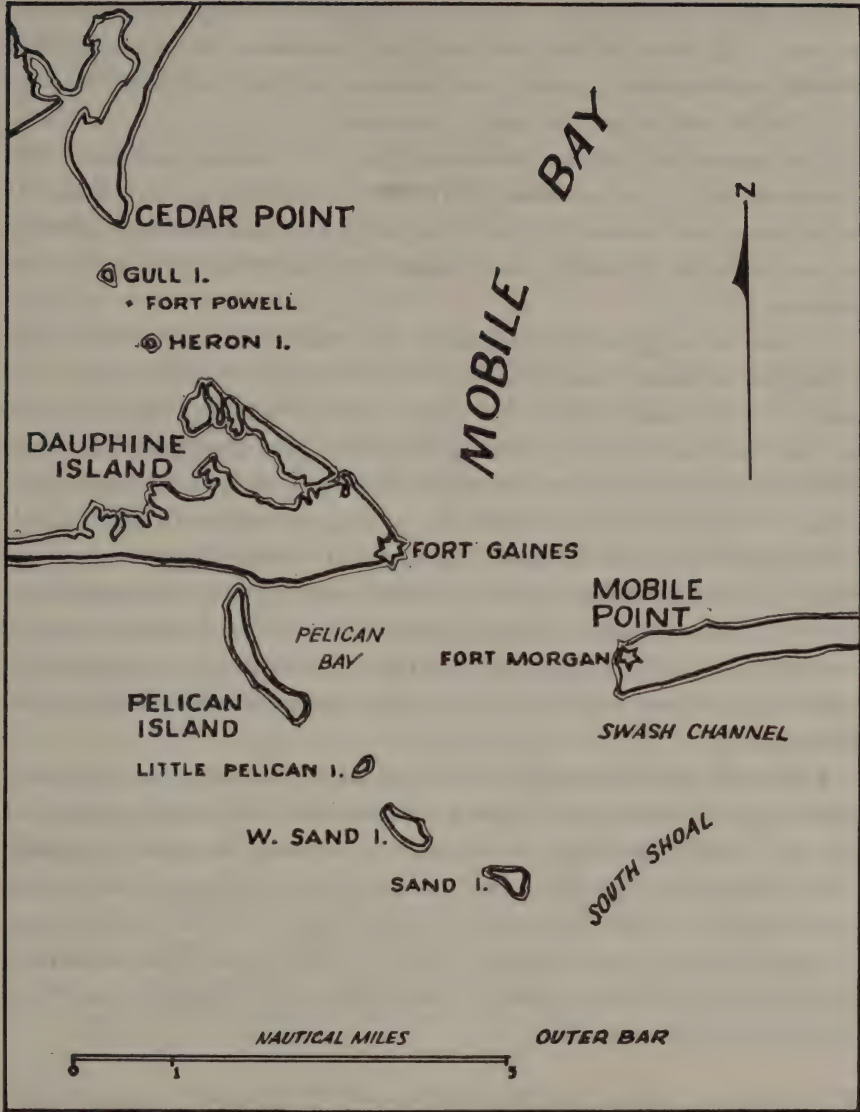 MOBILE BAY
N
CEDAR POINT
GULL I.
FORT POWELL
HERON I.
DAUPHINE
ISLAND
FORT GAINES
MOBILE
POINT
PELICAN
BAY
FORT MORGAN
PELICAN
ISLAND
SWASH CHANNEL
LITTLE PELICAN I.
W. SAND I.
SAND I.
SOUTH SHOAL
NAUTICAL MILES
OUTER BAR
0 1 5